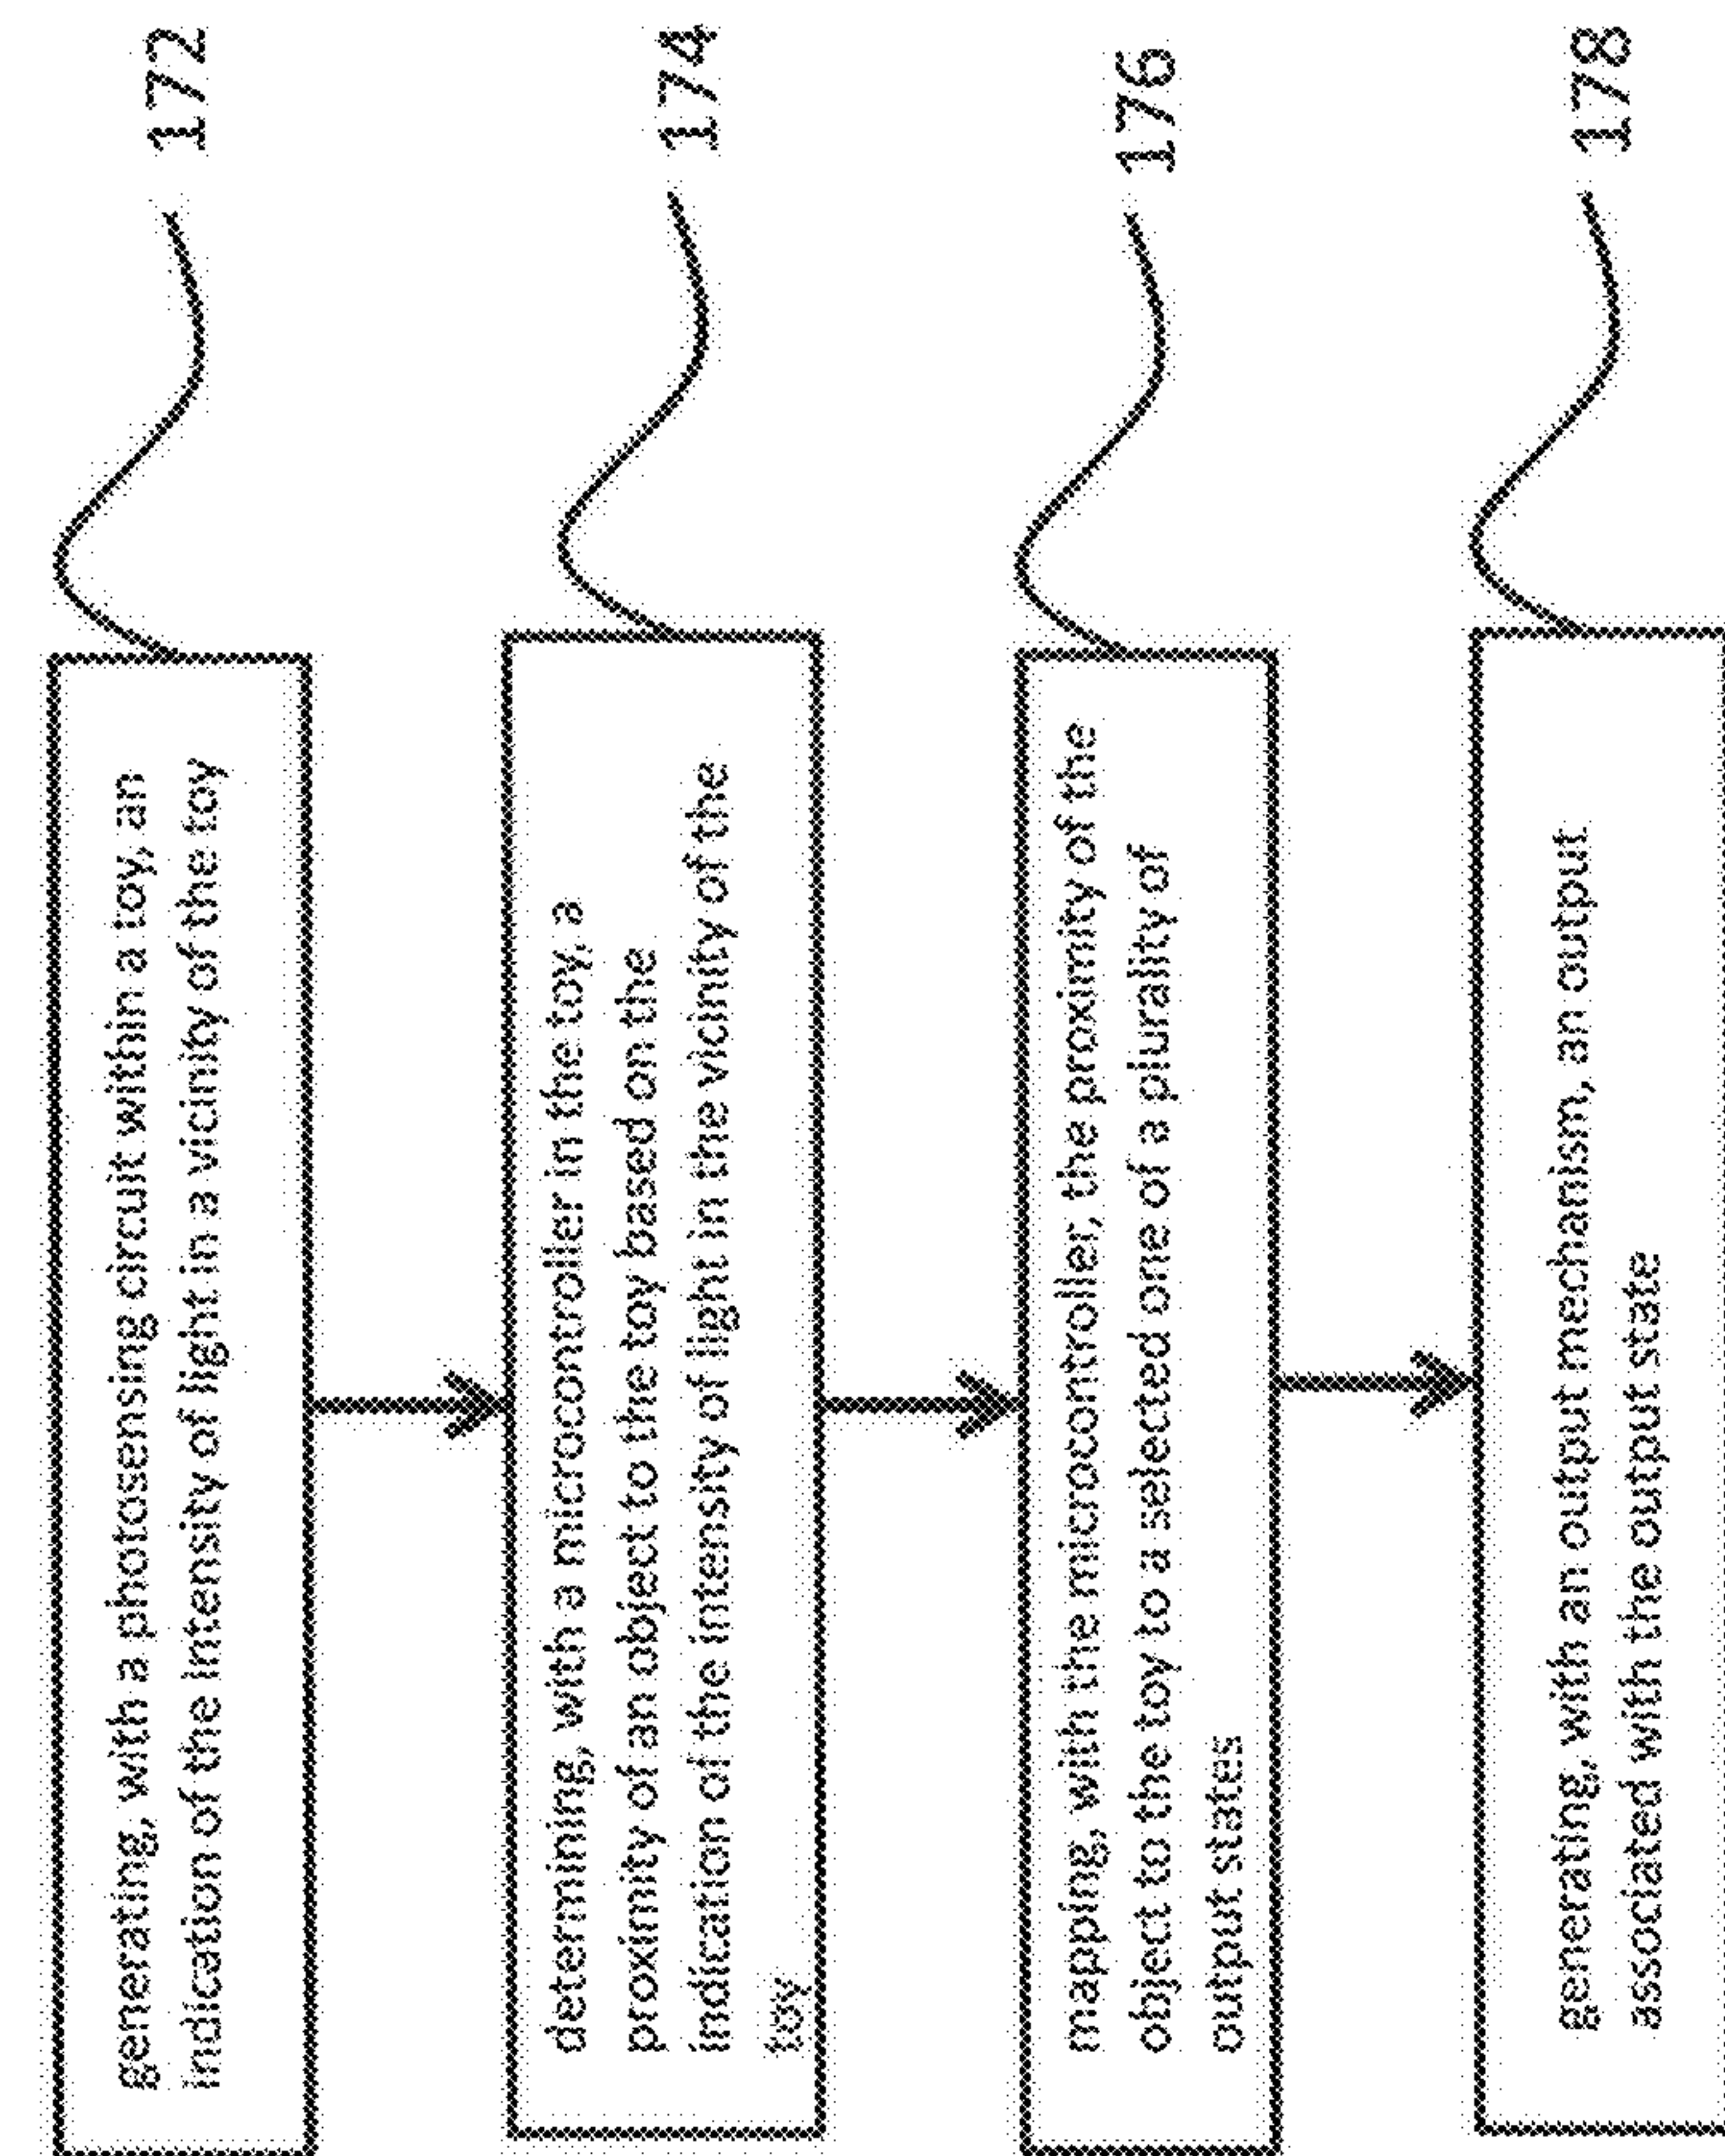 generating, with a photosensing circuit within a toy, an
indication of the intensity of light in a vicinity of the toy
172
determining, with a microcontroller in the toy, a
proximity of an object to the toy based on the
indication of the intensity of light in the vicinity of the
toy
174
mapping, with the microcontroller, the proximity of the
object to the toy to a selected one of a plurality of
output states
176
generating, with an output mechanism, an output
associated with the output state
178